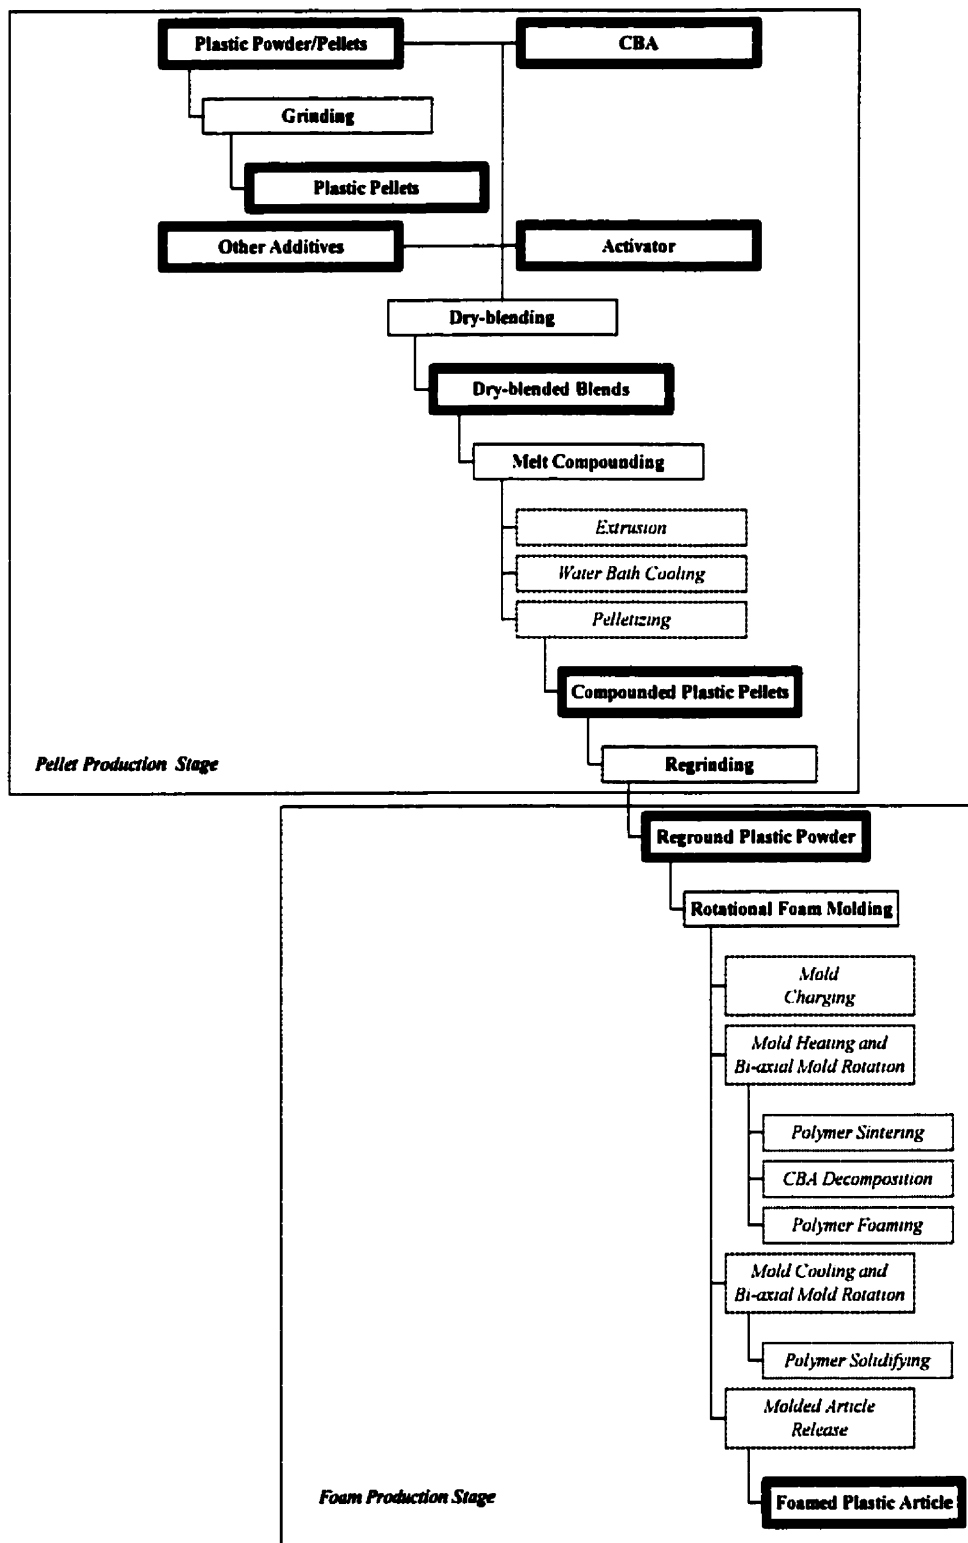 Plastic Powder/Pellets
CBA
Grinding
Plastic Pellets
Other Additives
Activator
Dry-blending
Dry-blended Blends
Melt Compounding
Extrusion
Water Bath Cooling
Pelletizing
Compounded Plastic Pellets
Pellet Production Stage
Regrinding
Reground Plastic Powder
Rotational Foam Molding
Mold
Charging
Mold Heating and
Bi-axial Mold Rotation
Polymer Sintering
CBA Decomposition
Polymer Foaming
Mold Cooling and
Bi-axial Mold Rotation
Polymer Solidifying
Molded Article
Release
Foam Production Stage
Foamed Plastic Article